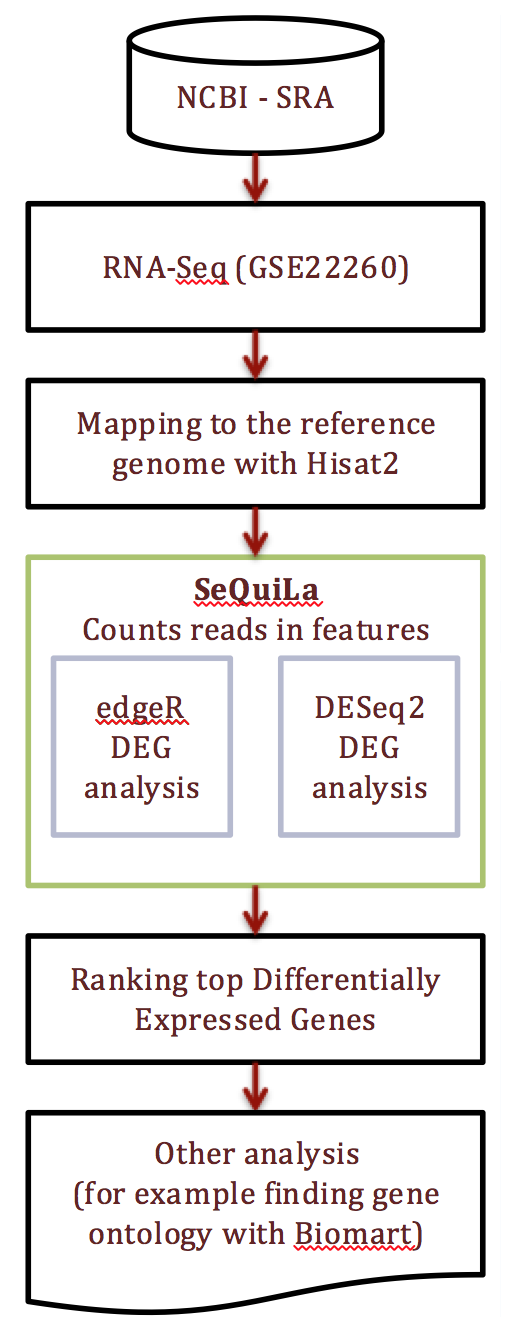 NCBI - SRA
RNA-Seq (GSE22260)
Mapping to the reference
genome with Hisat2
SeQuiLa
Counts reads in features
edgeR
DEG
analysis
DESeq2
DEG
analysis
Ranking top Differentially
Expressed Genes
Other analysis
(for example finding gene
ontology with Biomart)